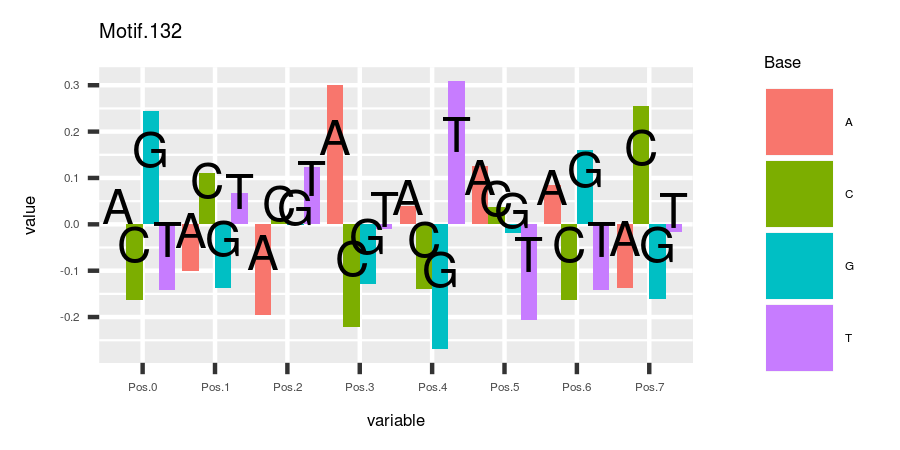 Motif.132
value
0.3
0.2
0.1
0.0
-0.1
-0.2
A C G T A C G T A C G T A C G T A C G T A C G T A C G T A C G T
Pos.0 Pos.1 Pos.2 Pos.3 Pos.4 Pos.5 Pos.6 Pos.7
variable
Base
A
C
G
T